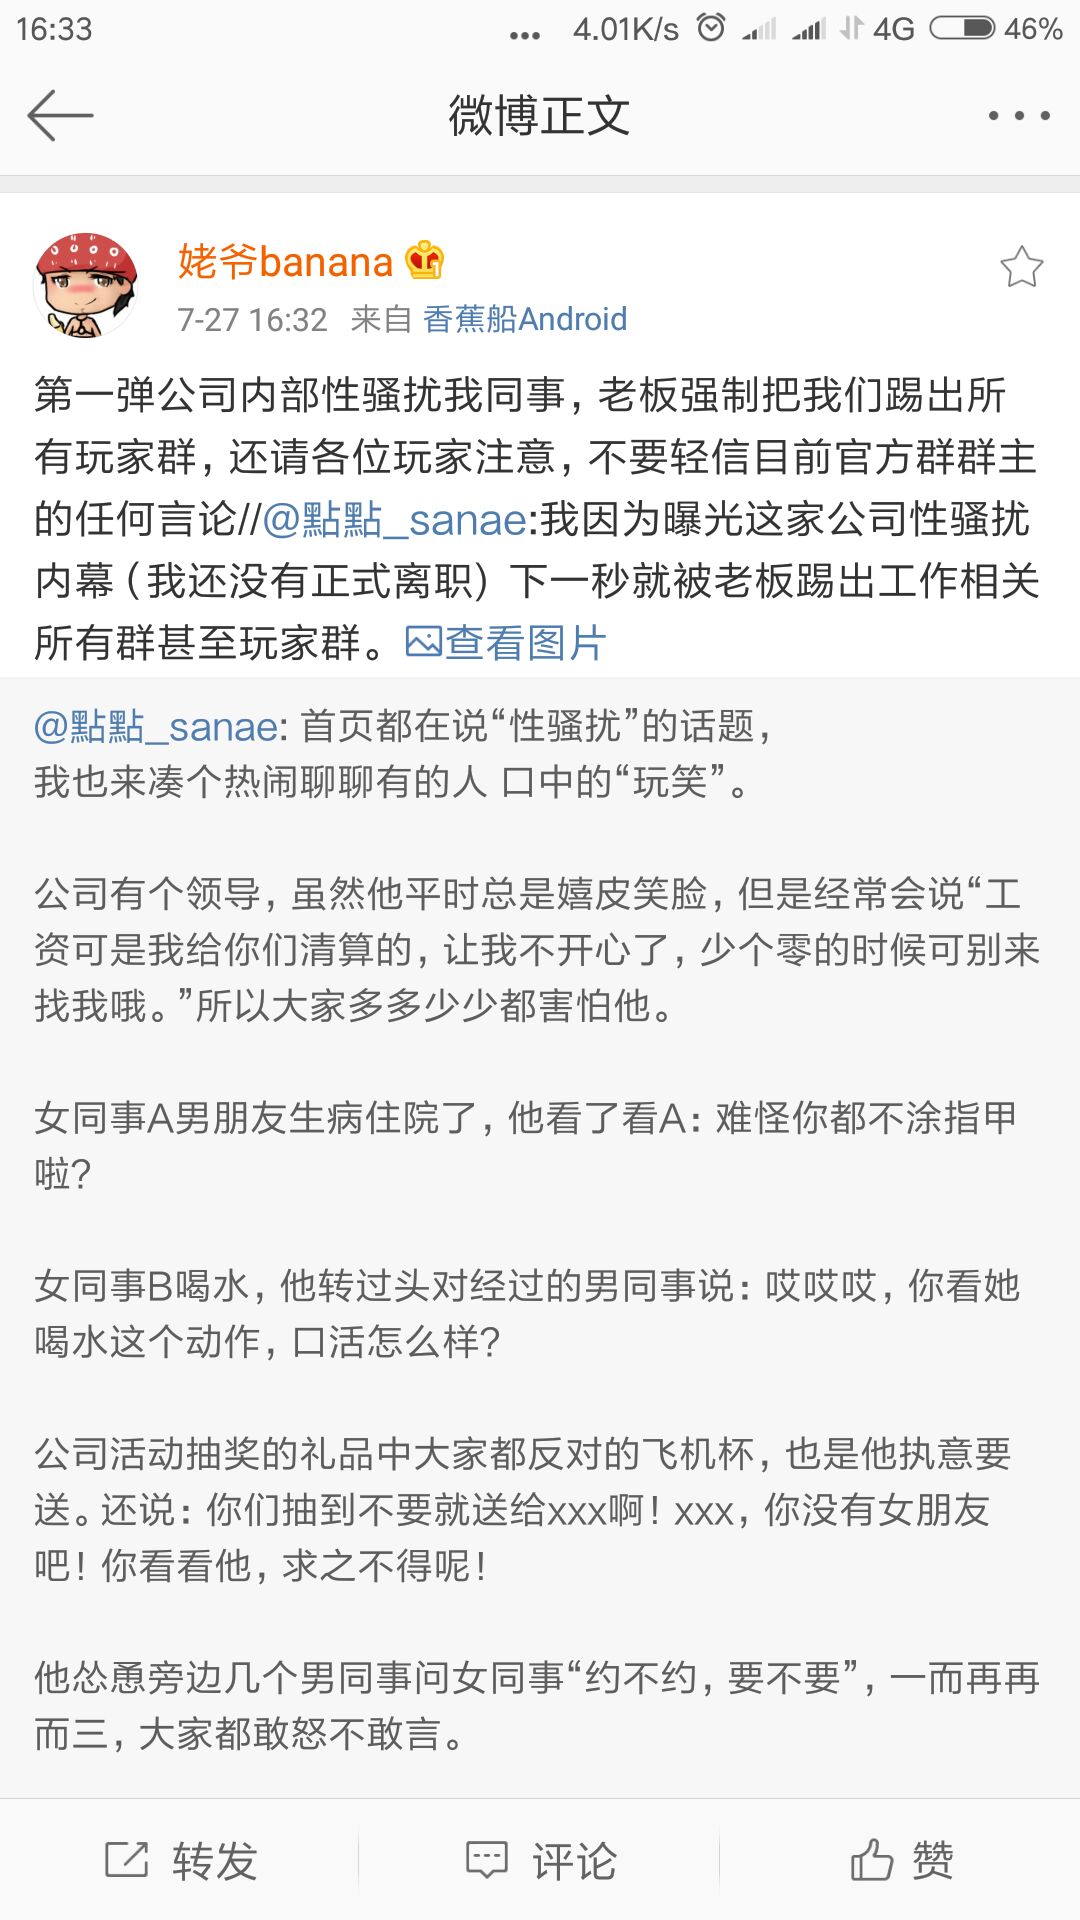 16:33
... 4.01K/s 4G 46%
微博正文
姥爷banana
7-27 16:32 来自 香蕉船Android
第一弹公司内部性骚扰我同事，老板强制把我们踢出所
有玩家群，还请各位玩家注意，不要轻信目前官方群群主
的任何言论//@點點_sanae:我因为曝光这家公司性骚扰
内幕（我还没有正式离职）下一秒就被老板踢出工作相关
所有群甚至玩家群。查看图片
@點點_sanae: 首页都在说“性骚扰”的话题，
我也来凑个热闹聊聊有的人 口中的“玩笑”。
公司有个领导，虽然他平时总是嬉皮笑脸，但是经常会说“工
资可是我给你们清算的，让我不开心了，少个零的时候可别来
找我哦。”所以大家多多少少都害怕他。
女同事A男朋友生病住院了，他看了看A：难怪你都不涂指甲
啦？
女同事B喝水，他转过头对经过的男同事说：哎哎哎，你看她
喝水这个动作，口活怎么样？
公司活动抽奖的礼品中大家都反对的飞机杯，也是他执意要
送。还说：你们抽到不要就送给xxx啊！xxx，你没有女朋友
吧！你看看他，求之不得呢！
他怂恿旁边几个男同事问女同事“约不约，要不要”，一而再再
而三，大家都敢怒不敢言。
转发
评论
赞